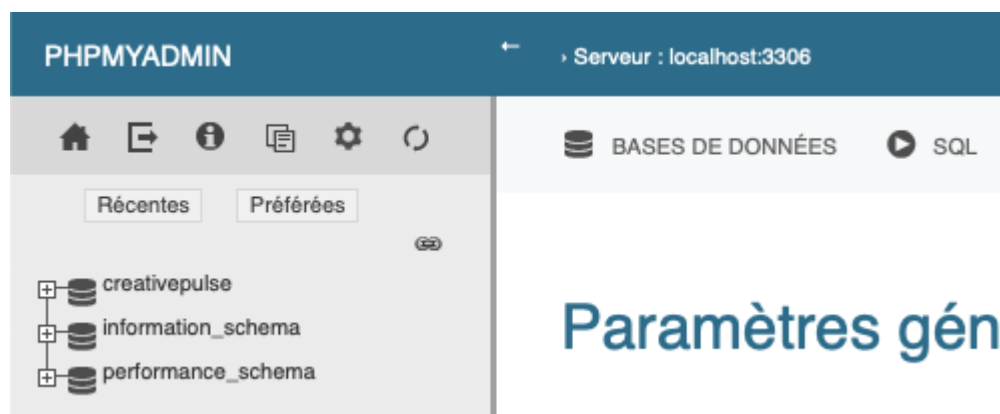 PHPMYADMIN
← › Serveur : localhost:3306
BASES DE DONNÉES SQL
Récentes Préférées
creativepulse
information_schema
performance_schema
Paramètres gén